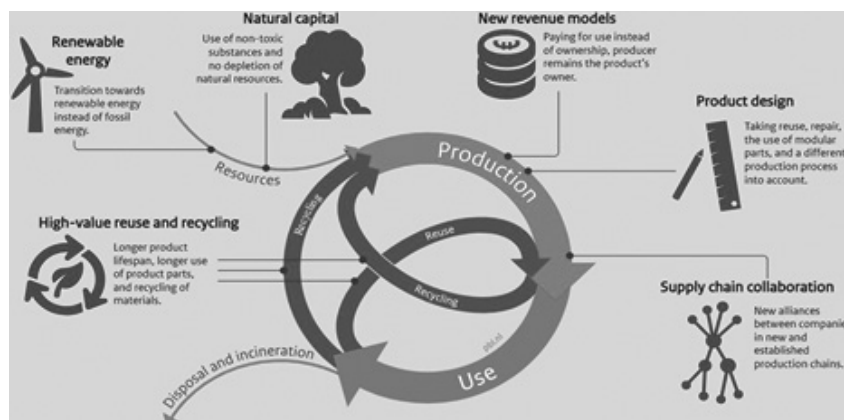 Renewable
energy
Transition towards
renewable energy
instead of fossil
energy.
Natural capital
Use of non-toxic
substances and
no depletion of
natural resources.
New revenue models
Paying for use instead
of ownership, producer
remains the product's
owner.
Product design
Taking reuse, repair,
the use of modular
parts, and a different
production process
into account.
Resources
Production
Recycling
Reuse
Recycling
High-value reuse and recycling
Longer product
lifespan, longer use
of product parts,
and recycling of
materials.
Supply chain collaboration
New alliances
between companie
in new and
established
production chains.
pbl.nl
Use
Disposal and incineration